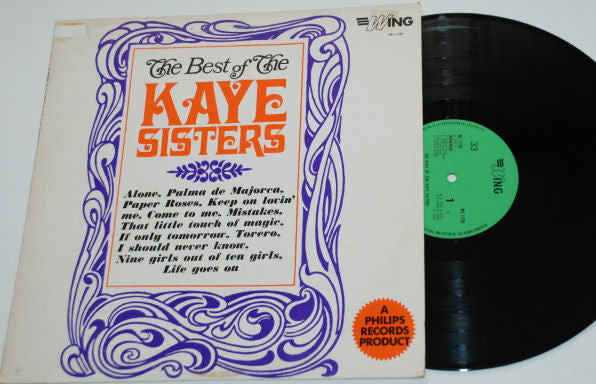 WING
The Best of The
KAYE
SISTERS
Alone, Palma de Majorca,
Paper Roses, Keep on lovin'
me, Come to me, Mistakes,
That little touch of magic,
If only tomorrow, Torero,
I should never know,
Nine girls out of ten girls,
Life goes on
A
PHILIPS
RECORDS
PRODUCT
33
WING
1